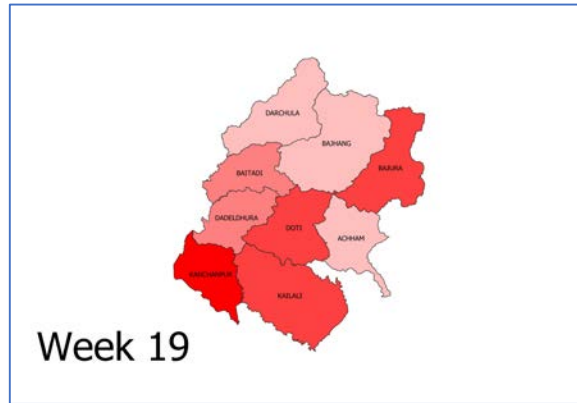 DARCHULA
BAJHANG
BAJURA
BAITADI
DADELDHURA
DOTI
ACHHAM
KANCHANPUR
KAILALI
Week 19